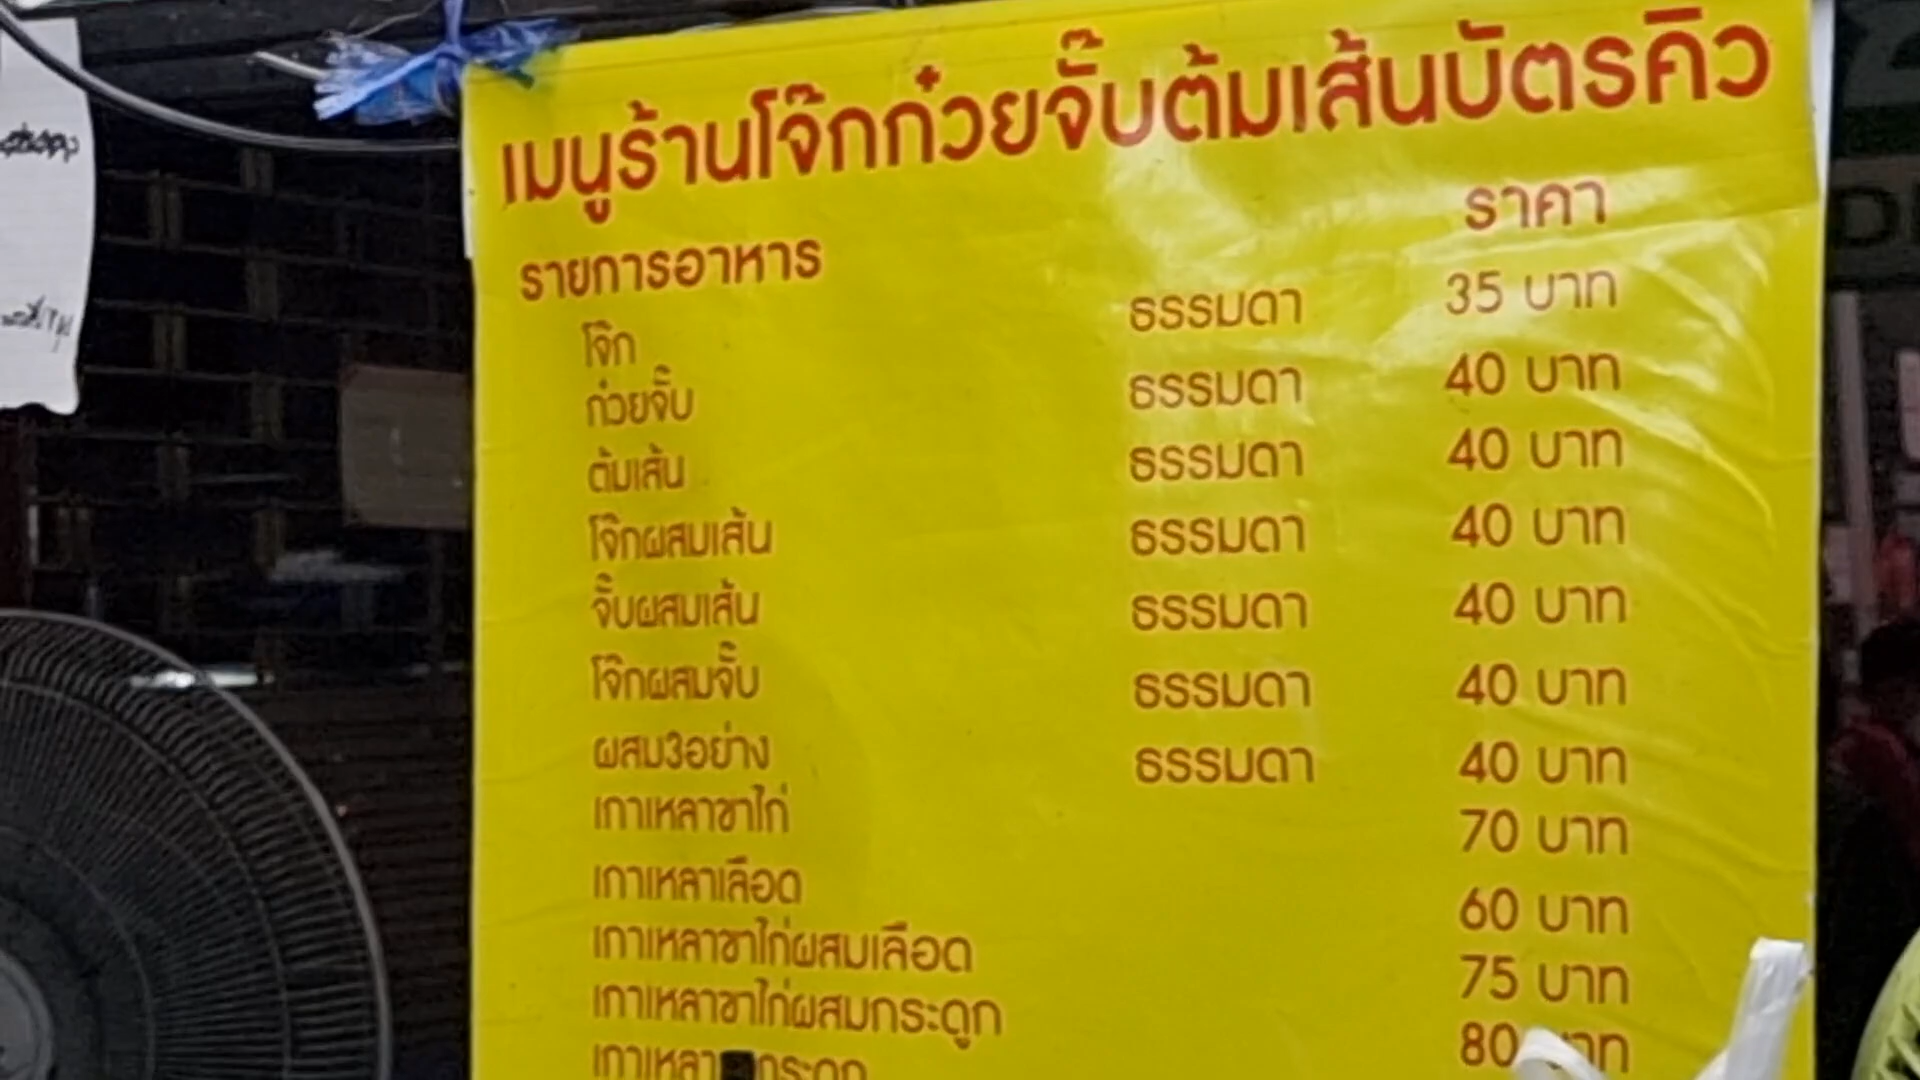 เมนูร้านโจ๊กก๋วยจั๊บต้มเส้นบัตรคิว
รายการอาหาร ราคา
โจ๊ก ธรรมดา 35 บาท
ก๋วยจั๊บ ธรรมดา 40 บาท
ต้มเส้น ธรรมดา 40 บาท
โจ๊กผสมเส้น ธรรมดา 40 บาท
จั๊บผสมเส้น ธรรมดา 40 บาท
โจ๊กผสมจั๊บ ธรรมดา 40 บาท
ผสม3อย่าง ธรรมดา 40 บาท
เกาเหลาขาไก่ 70 บาท
เกาเหลาเลือด 60 บาท
เกาเหลาขาไก่ผสมเลือด 75 บาท
เกาเหลาขาไก่ผสมกระดูก 80 บาท
เกาเหลา